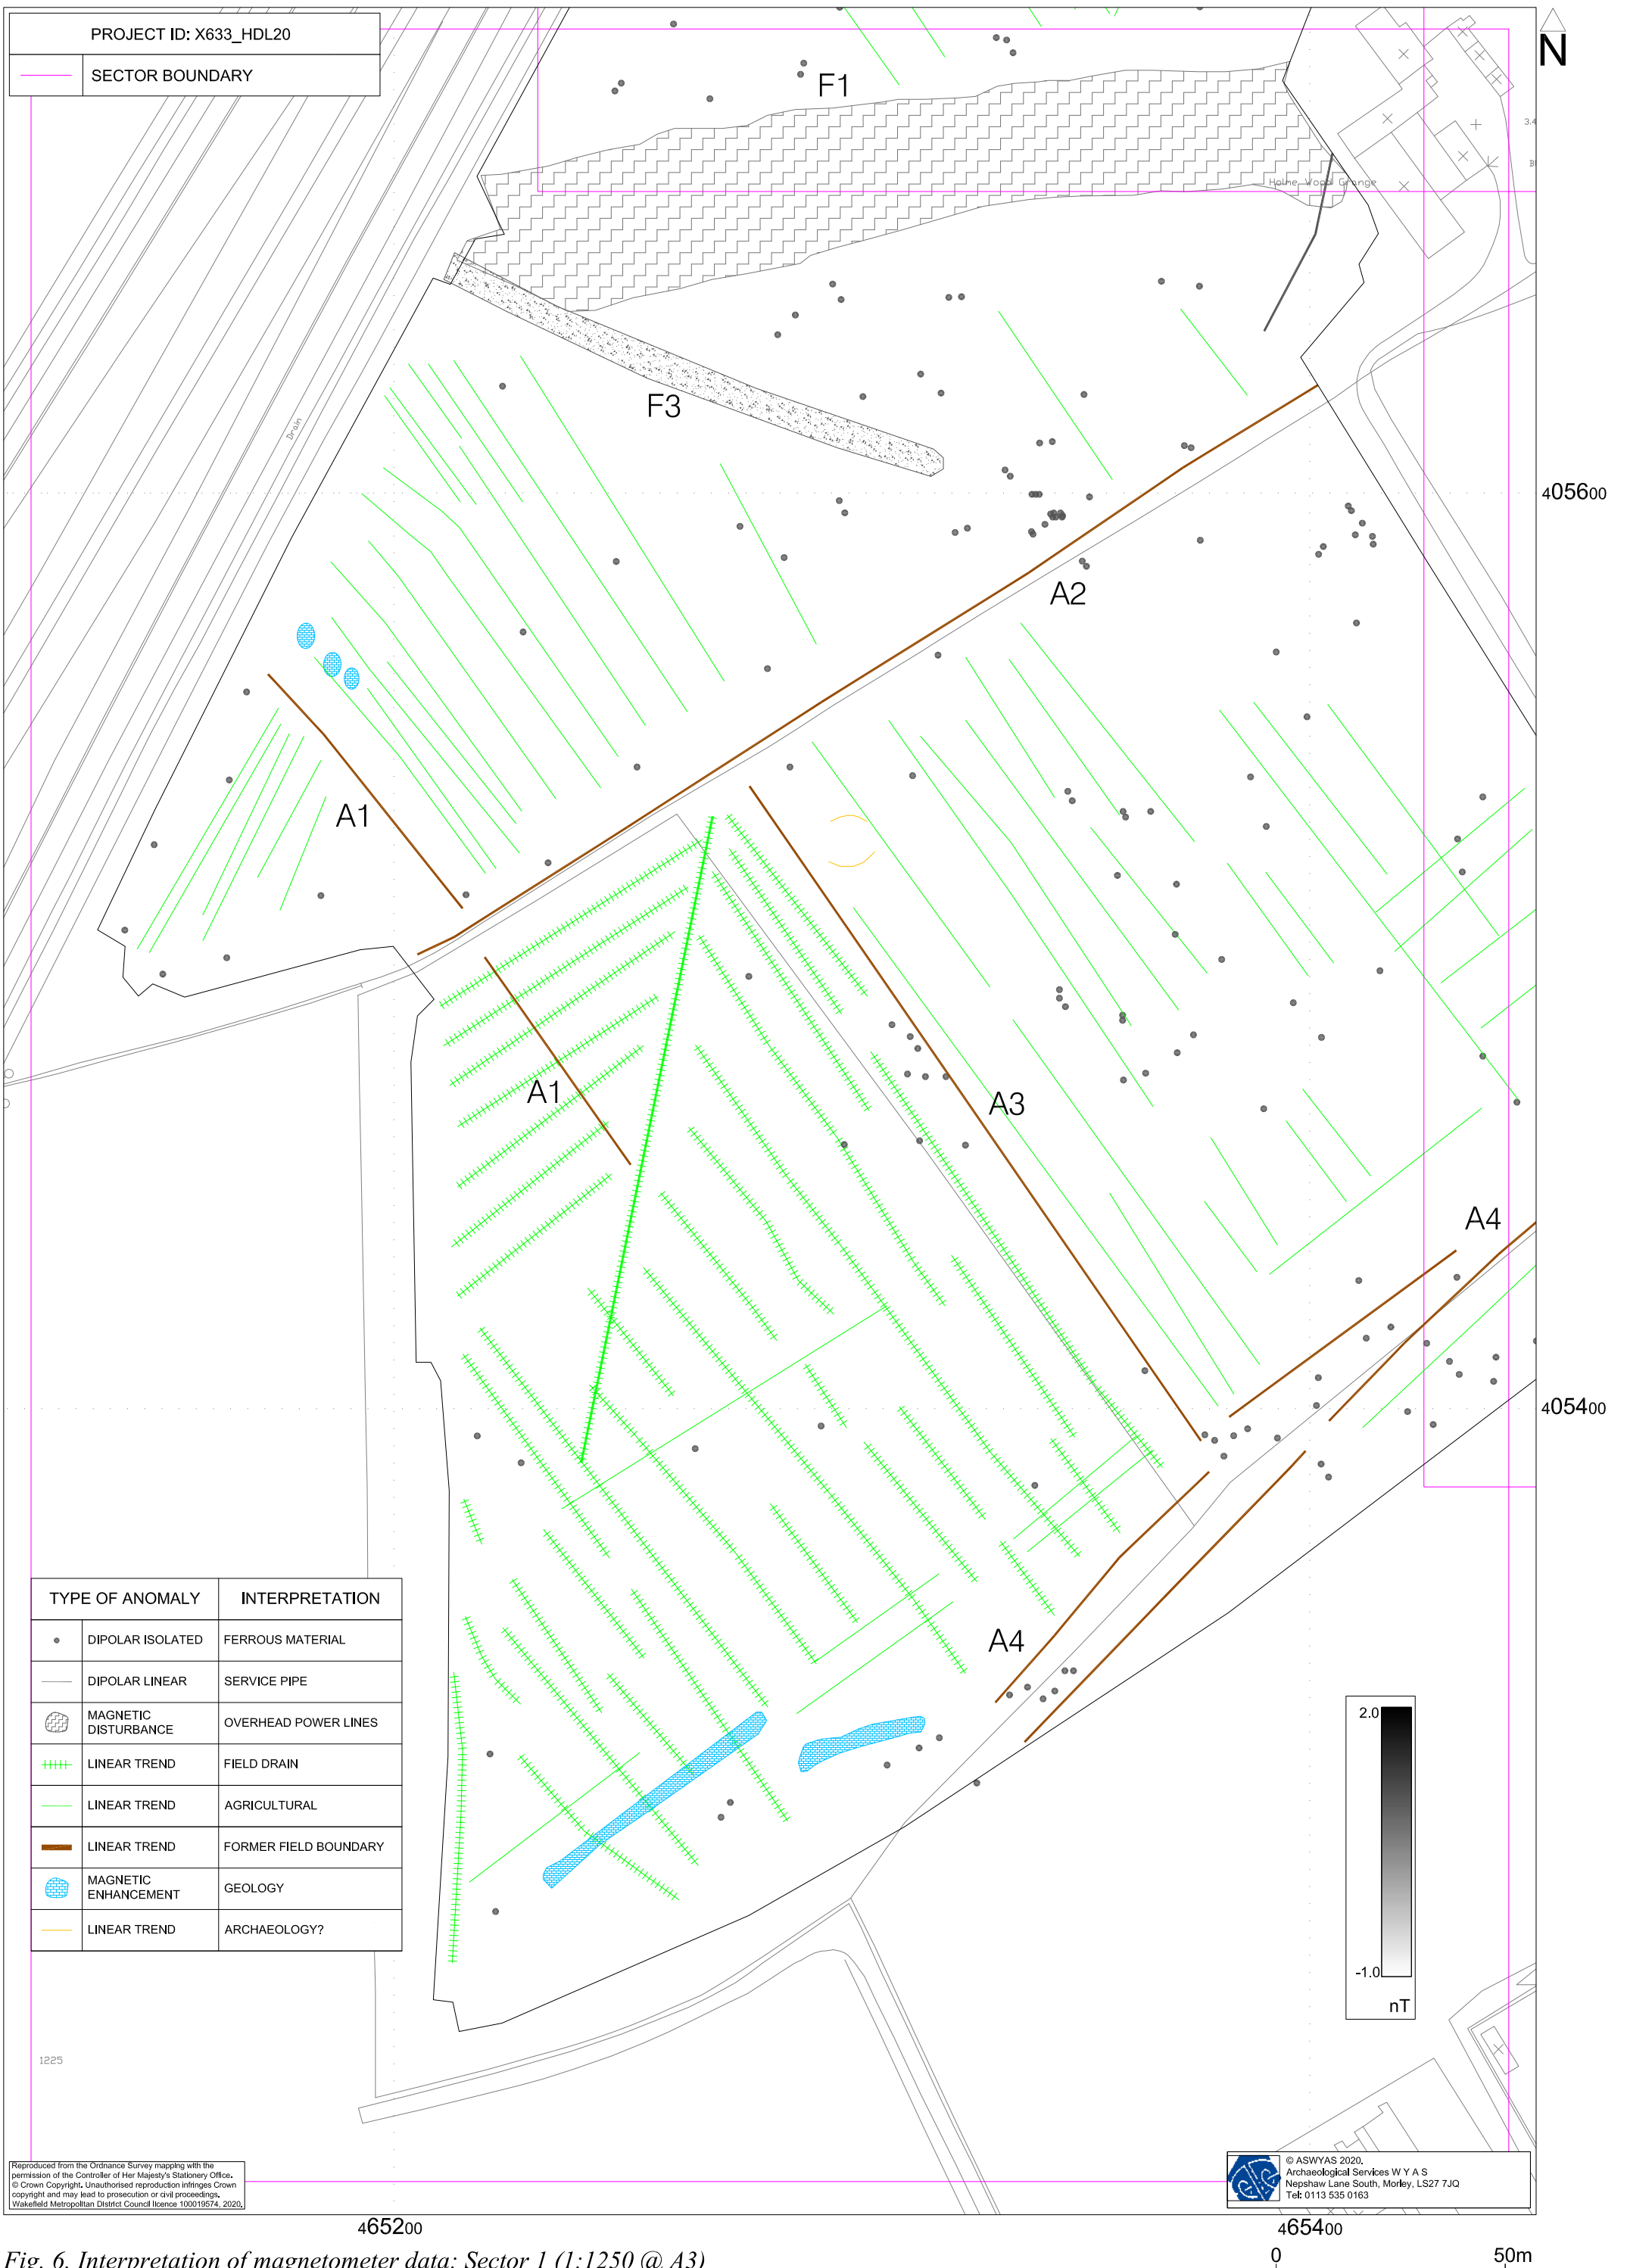 PROJECT ID: X633_HDL20
SECTOR BOUNDARY
N
F1
3.4
Holme Wood Grange
F3
Drain
405600
A2
A1
A3
A1
A4
405400
A4
TYPE OF ANOMALY INTERPRETATION
DIPOLAR ISOLATED FERROUS MATERIAL
DIPOLAR LINEAR SERVICE PIPE
MAGNETIC DISTURBANCE OVERHEAD POWER LINES
LINEAR TREND FIELD DRAIN
LINEAR TREND AGRICULTURAL
LINEAR TREND FORMER FIELD BOUNDARY
MAGNETIC ENHANCEMENT GEOLOGY
LINEAR TREND ARCHAEOLOGY?
2.0
-1.0
nT
1225
Reproduced from the Ordnance Survey mapping with the
permission of the Controller of Her Majesty's Stationery Office.
© Crown Copyright. Unauthorised reproduction infringes Crown
copyright and may lead to prosecution or civil proceedings.
Wakefield Metropolitan District Council licence 100019574, 2020.
© ASWYAS 2020.
Archaeological Services W Y A S
Nepshaw Lane South, Morley, LS27 7JQ
Tel: 0113 535 0163
465200
465400
Fig. 6. Interpretation of magnetometer data; Sector 1 (1:1250 @ A3)
0 50m